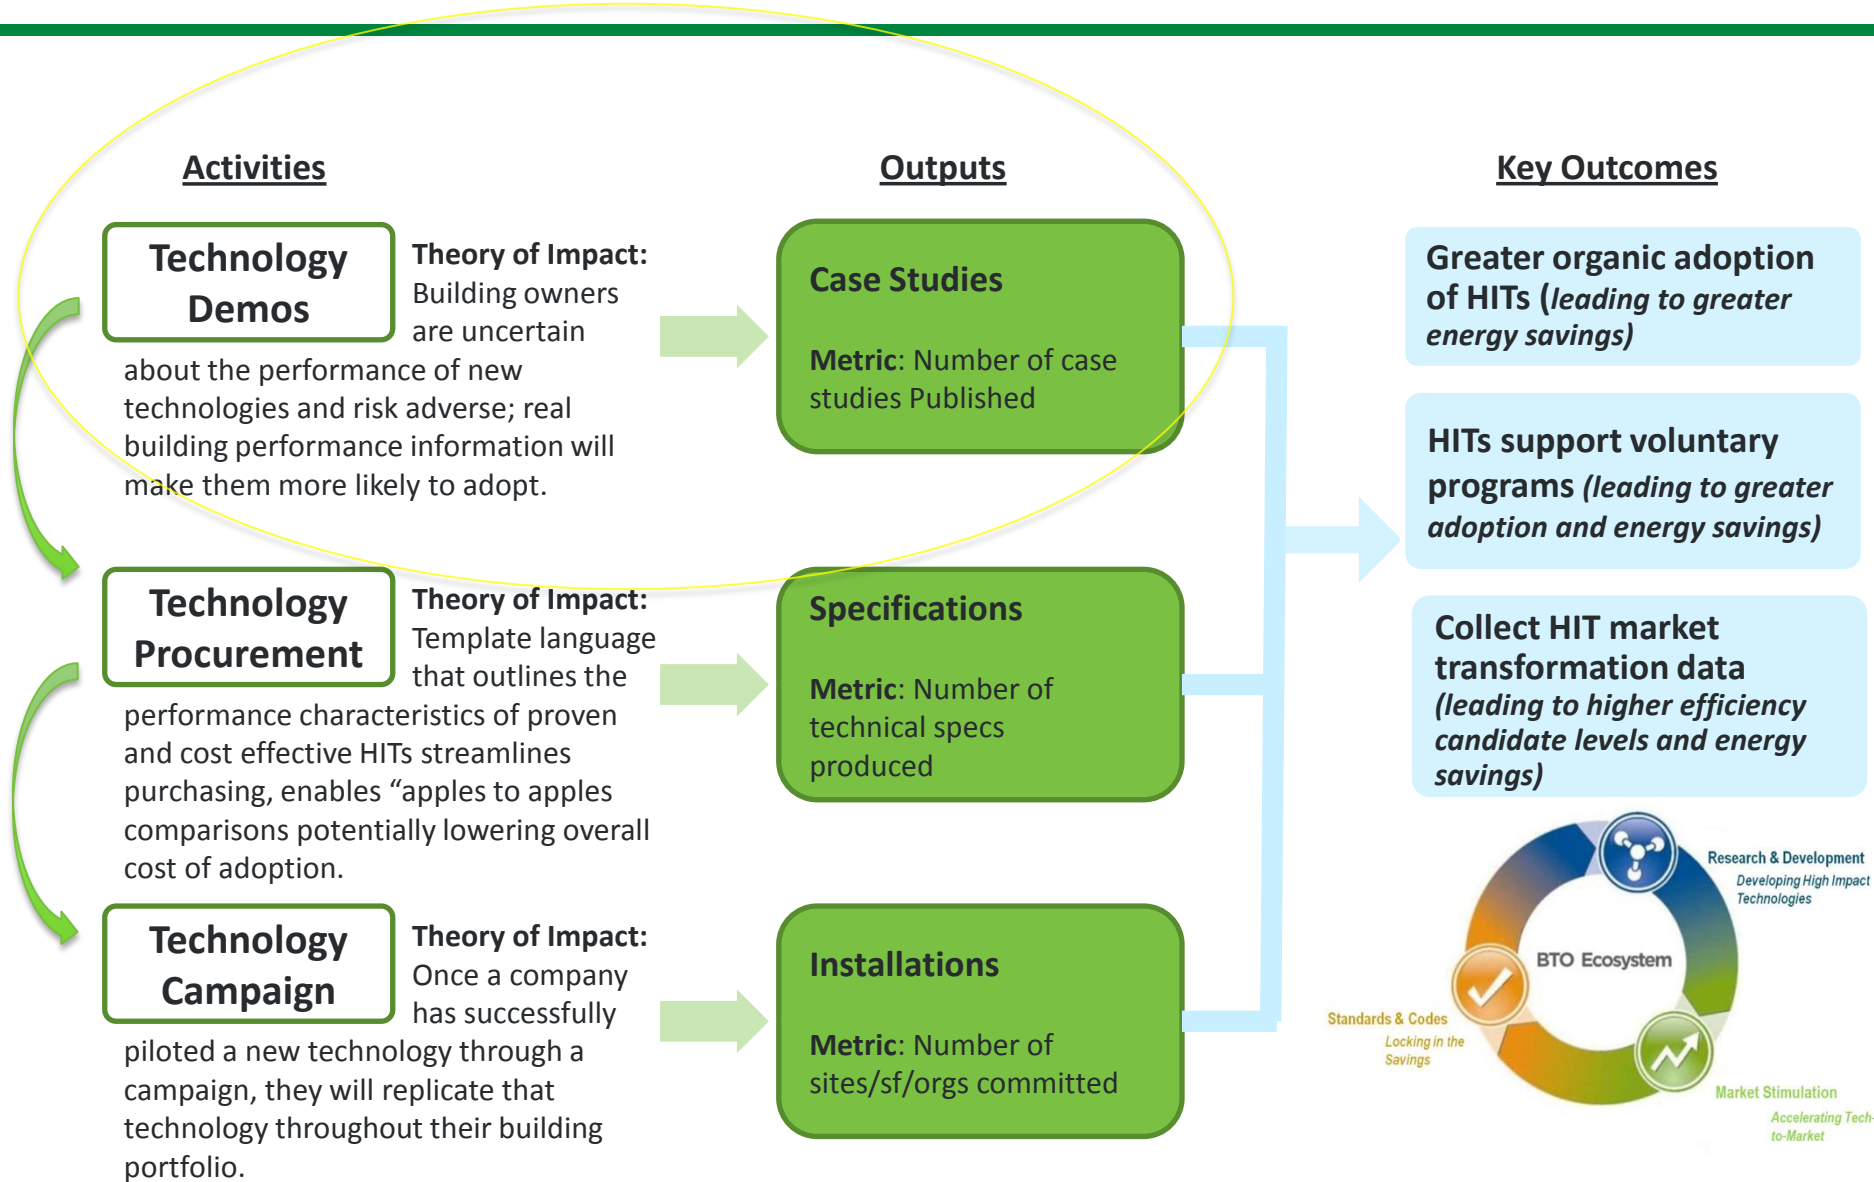 Activities
Outputs
Key Outcomes
Technology
Demos
Theory of Impact:
Building owners
are uncertain
about the performance of new
technologies and risk adverse; real
building performance information will
make them more likely to adopt.
Case Studies
Metric: Number of case
studies Published
Greater organic adoption
of HITs (leading to greater
energy savings)
HITs support voluntary
programs (leading to greater
adoption and energy savings)
Technology
Procurement
Theory of Impact:
Template language
that outlines the
performance characteristics of proven
and cost effective HITs streamlines
purchasing, enables “apples to apples
comparisons potentially lowering overall
cost of adoption.
Specifications
Metric: Number of
technical specs
produced
Collect HIT market
transformation data
(leading to higher efficiency
candidate levels and energy
savings)
Technology
Campaign
Theory of Impact:
Once a company
has successfully
piloted a new technology through a
campaign, they will replicate that
technology throughout their building
portfolio.
Installations
Metric: Number of
sites/sf/orgs committed
Research & Development
Developing High Impact
Technologies
BTO Ecosystem
Standards & Codes
Locking in the
Savings
Market Stimulation
Accelerating Tech-
to-Market